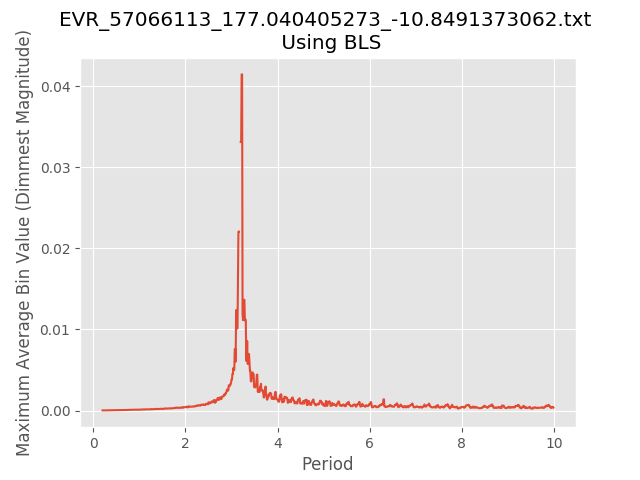 EVR_57066113_177.040405273_-10.8491373062.txt
Using BLS
Maximum Average Bin Value (Dimmest Magnitude)
0.04
0.03
0.02
0.01
0.00
0 2 4 6 8 10
Period